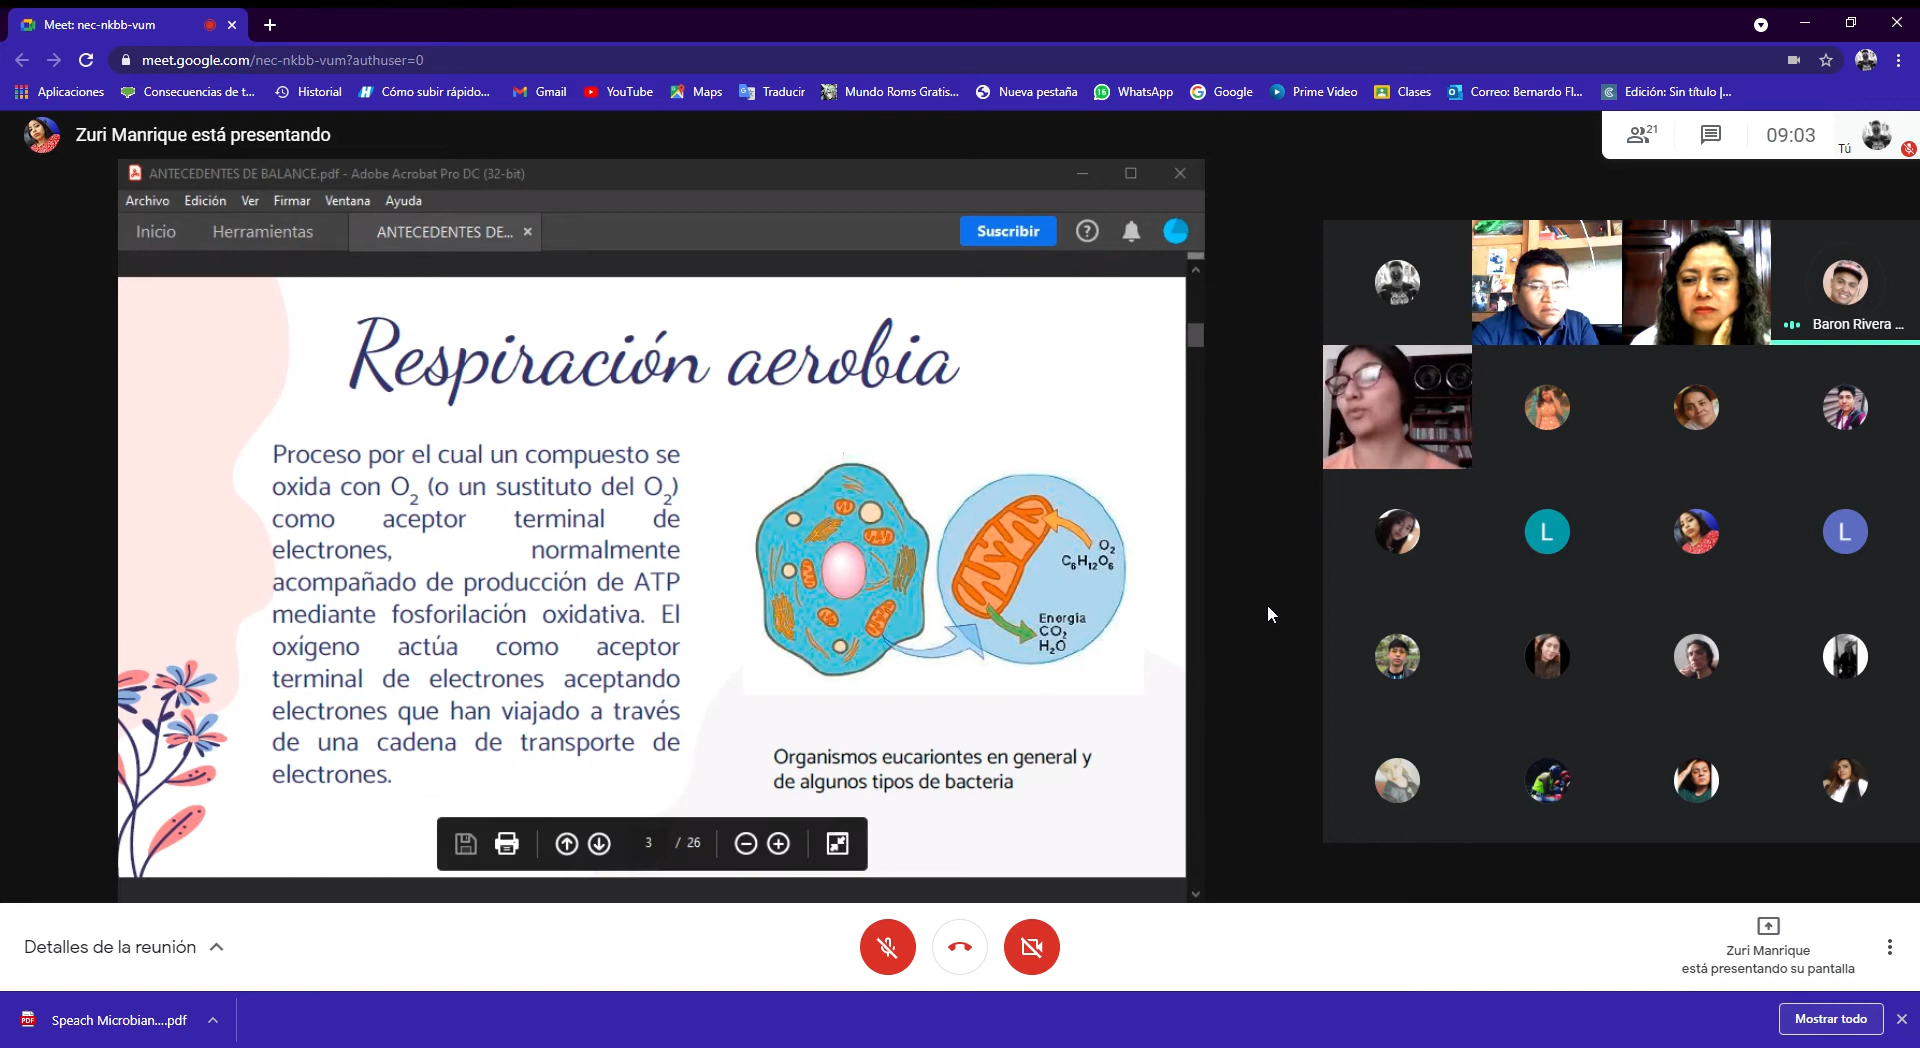 Meet: nec-nkbb-vum
meet.google.com/nec-nkbb-vum?authuser=0
Aplicaciones Consecuencias de t... Historial Cómo subir rápido... Gmail YouTube Maps Traducir Mundo Roms Gratis... Nueva pestaña WhatsApp Google Prime Video Clases Correo: Bernardo Fl... Edición: Sin título |...
Zuri Manrique está presentando
21
09:03
Tú
ANTECEDENTES DE BALANCE.pdf - Adobe Acrobat Pro DC (32-bit)
Archivo Edición Ver Firmar Ventana Ayuda
Inicio Herramientas ANTECEDENTES DE... Suscribir
Respiración aerobia
Proceso por el cual un compuesto se
oxida con O₂ (o un sustituto del O₂)
como aceptor terminal de
electrones, normalmente
acompañado de producción de ATP
mediante fosforilación oxidativa. El
oxígeno actúa como aceptor
terminal de electrones aceptando
electrones que han viajado a través
de una cadena de transporte de
electrones.
O₂
C₆H₁₂O₆
Energía
CO₂
H₂O
Organismos eucariontes en general y
de algunos tipos de bacteria
3 / 26
Baron Rivera ...
L
L
Detalles de la reunión
Zuri Manrique
está presentando su pantalla
Speach Microbian....pdf
Mostrar todo